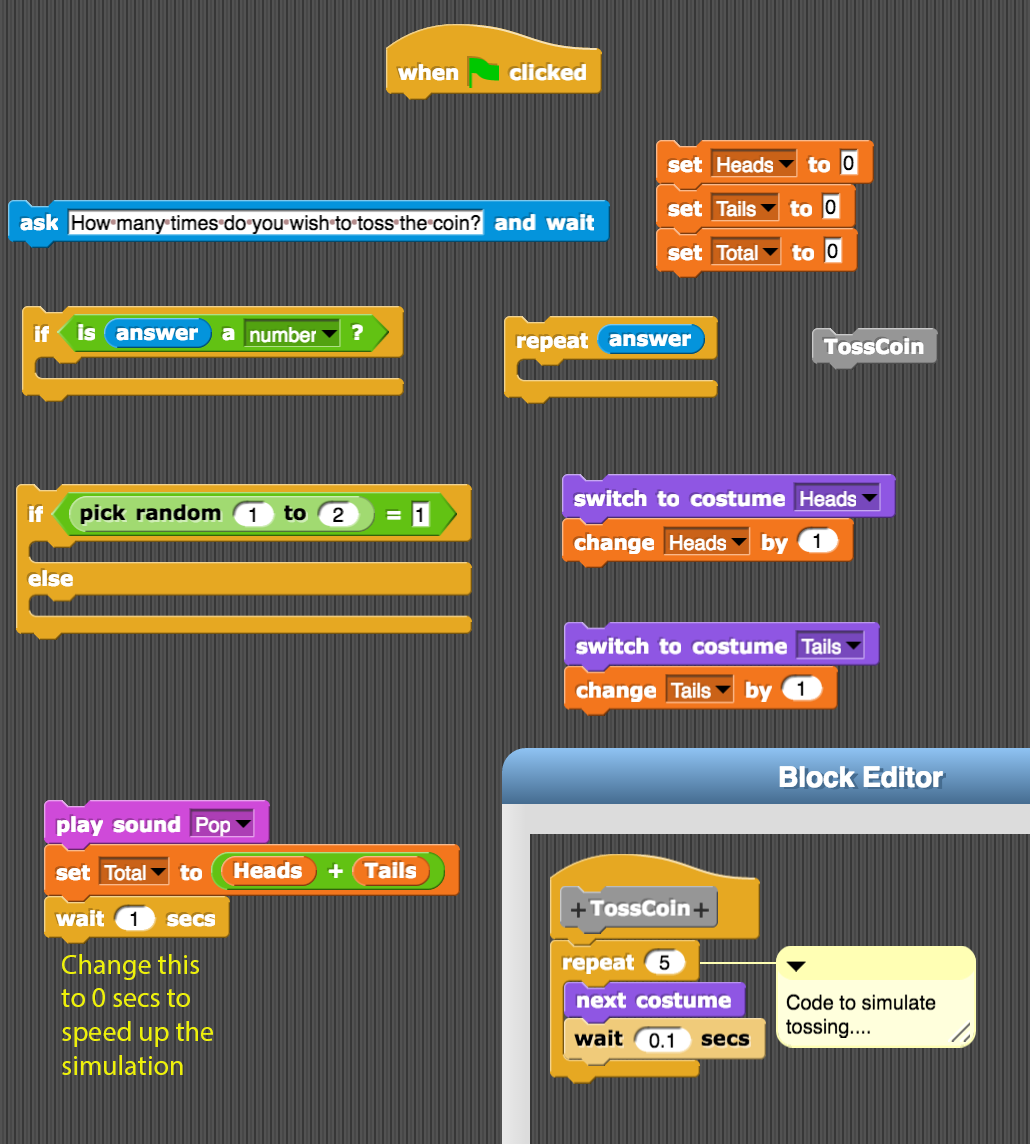 when clicked
set Heads to 0
set Tails to 0
set Total to 0
ask How many times do you wish to toss the coin? and wait
if is answer a number ?
repeat answer
TossCoin
if pick random 1 to 2 = 1
else
switch to costume Heads
change Heads by 1
switch to costume Tails
change Tails by 1
play sound Pop
set Total to Heads + Tails
wait 1 secs
Change this
to 0 secs to
speed up the
simulation
Block Editor
+ TossCoin +
repeat 5
next costume
wait 0.1 secs
Code to simulate
tossing....